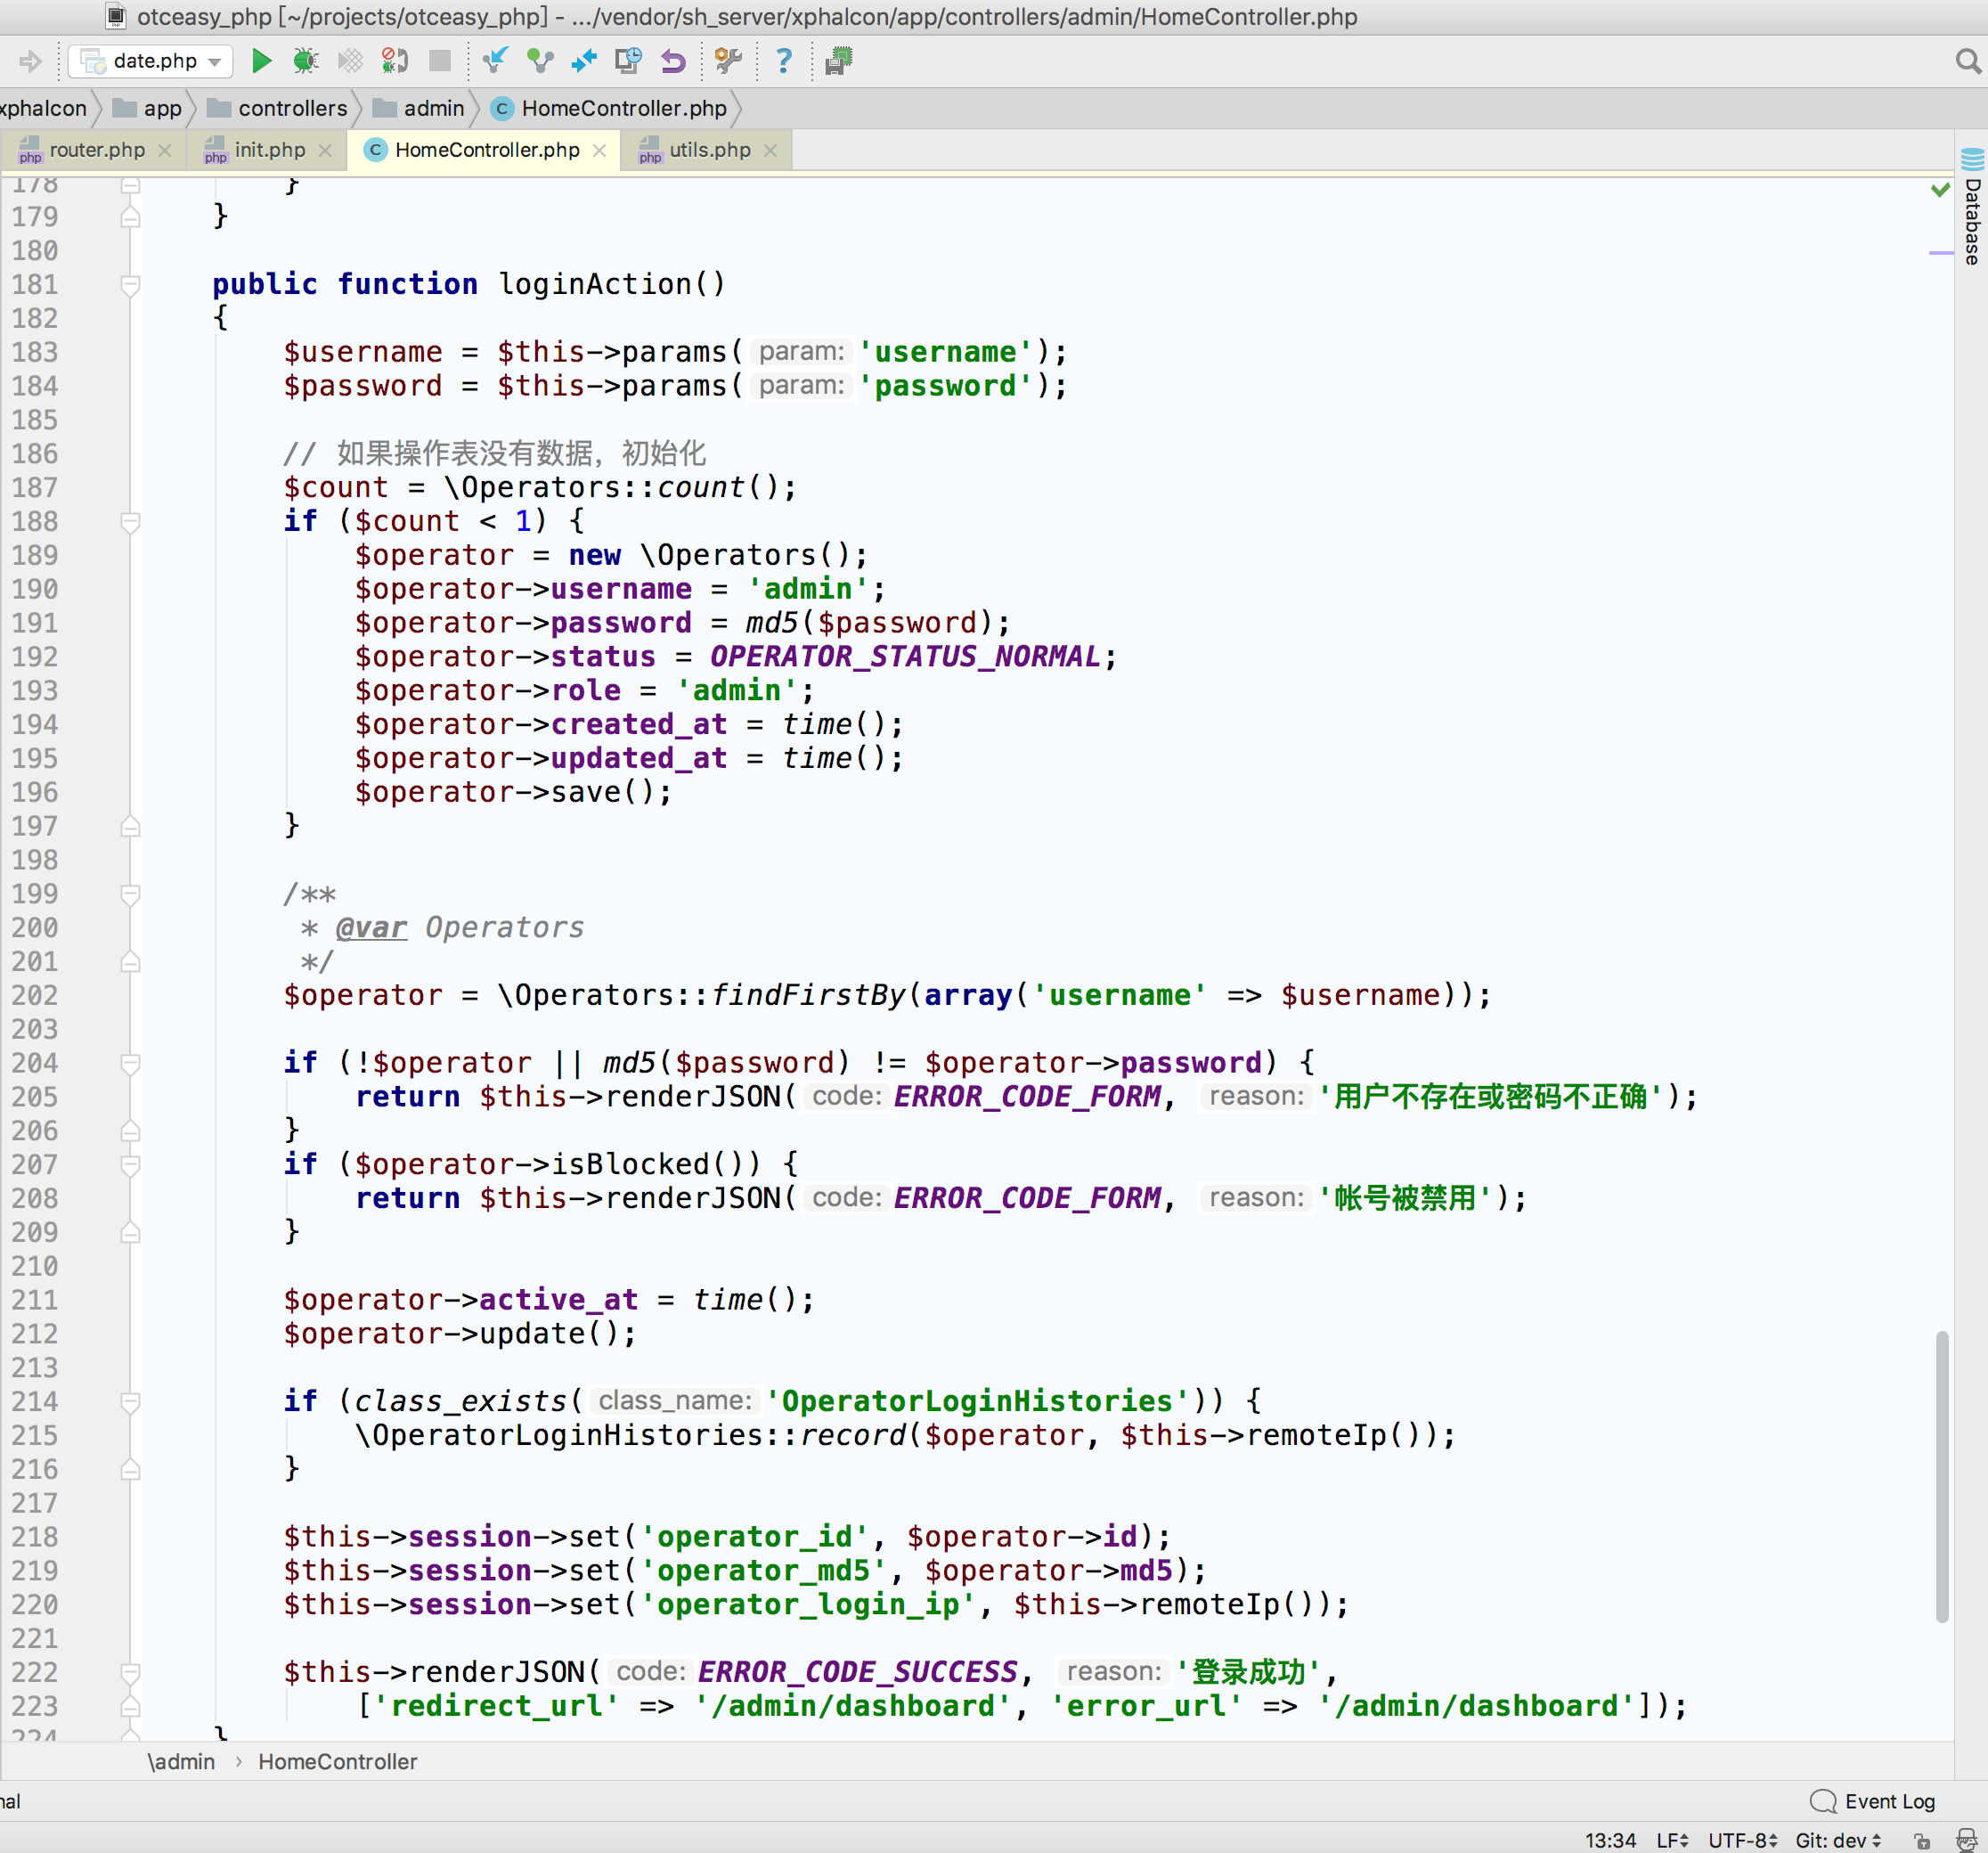 otceasy_php [~/projects/otceasy_php] - .../vendor/sh_server/xphalcon/app/controllers/admin/HomeController.php
date.php
xphalcon app controllers admin HomeController.php
router.php init.php HomeController.php utils.php
Database
178 }
179 }
180
181 public function loginAction()
182 {
183 $username = $this->params( param: 'username');
184 $password = $this->params( param: 'password');
185
186 // 如果操作表没有数据，初始化
187 $count = \Operators::count();
188 if ($count < 1) {
189 $operator = new \Operators();
190 $operator->username = 'admin';
191 $operator->password = md5($password);
192 $operator->status = OPERATOR_STATUS_NORMAL;
193 $operator->role = 'admin';
194 $operator->created_at = time();
195 $operator->updated_at = time();
196 $operator->save();
197 }
198
199 /**
200 * @var Operators
201 */
202 $operator = \Operators::findFirstBy(array('username' => $username));
203
204 if (!$operator || md5($password) != $operator->password) {
205 return $this->renderJSON( code: ERROR_CODE_FORM, reason: '用户不存在或密码不正确');
206 }
207 if ($operator->isBlocked()) {
208 return $this->renderJSON( code: ERROR_CODE_FORM, reason: '帐号被禁用');
209 }
210
211 $operator->active_at = time();
212 $operator->update();
213
214 if (class_exists( class_name: 'OperatorLoginHistories')) {
215 \OperatorLoginHistories::record($operator, $this->remoteIp());
216 }
217
218 $this->session->set('operator_id', $operator->id);
219 $this->session->set('operator_md5', $operator->md5);
220 $this->session->set('operator_login_ip', $this->remoteIp());
221
222 $this->renderJSON( code: ERROR_CODE_SUCCESS, reason: '登录成功',
223 ['redirect_url' => '/admin/dashboard', 'error_url' => '/admin/dashboard']);
224 }
\admin › HomeController
nal Event Log
13:34 LF UTF-8 Git: dev